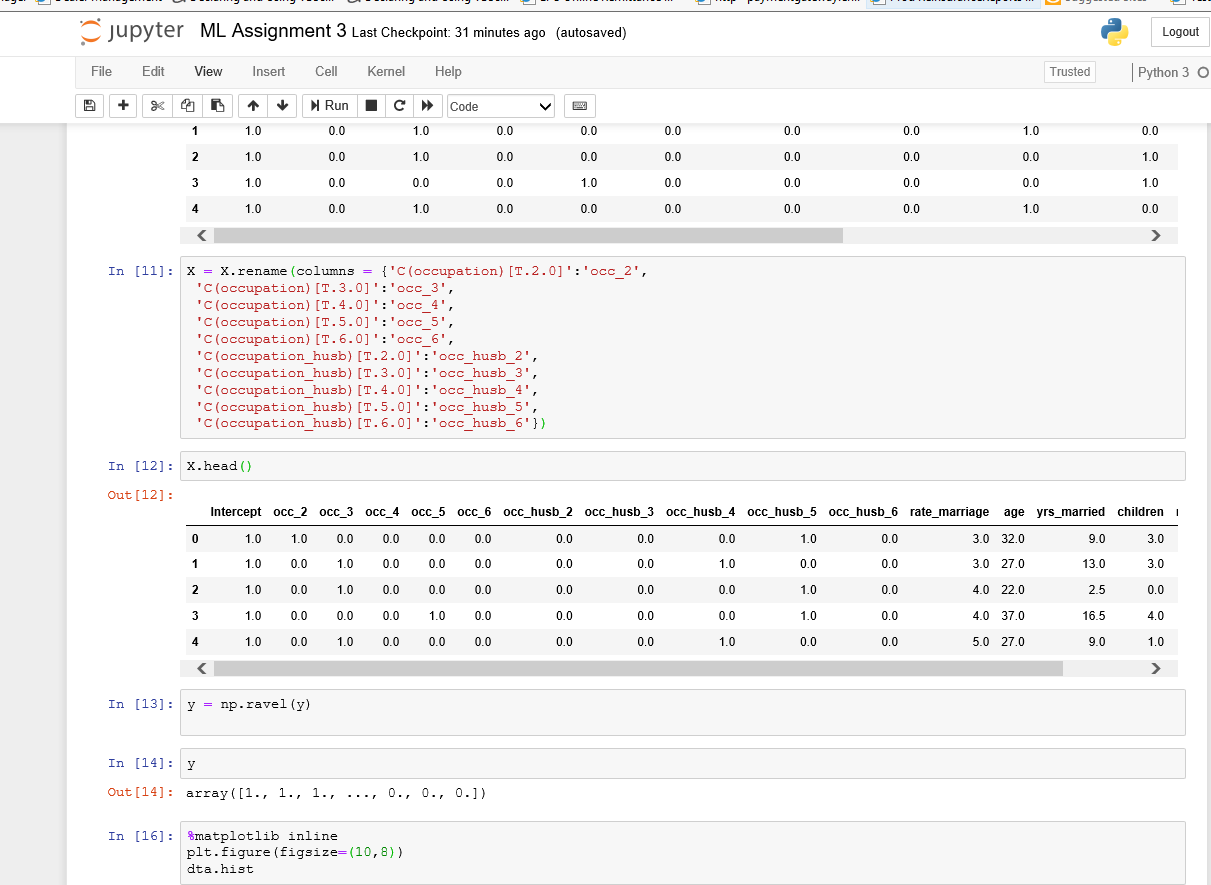 jupyter ML Assignment 3 Last Checkpoint: 31 minutes ago (autosaved) Logout
File Edit View Insert Cell Kernel Help Trusted Python 3
Run Code
1 1.0 0.0 1.0 0.0 0.0 0.0 0.0 0.0 1.0 0.0
2 1.0 0.0 1.0 0.0 0.0 0.0 0.0 0.0 0.0 1.0
3 1.0 0.0 0.0 0.0 1.0 0.0 0.0 0.0 0.0 1.0
4 1.0 0.0 1.0 0.0 0.0 0.0 0.0 0.0 1.0 0.0
In [11]: X = X.rename(columns = {'C(occupation)[T.2.0]':'occ_2',
'C(occupation)[T.3.0]':'occ_3',
'C(occupation)[T.4.0]':'occ_4',
'C(occupation)[T.5.0]':'occ_5',
'C(occupation)[T.6.0]':'occ_6',
'C(occupation_husb)[T.2.0]':'occ_husb_2',
'C(occupation_husb)[T.3.0]':'occ_husb_3',
'C(occupation_husb)[T.4.0]':'occ_husb_4',
'C(occupation_husb)[T.5.0]':'occ_husb_5',
'C(occupation_husb)[T.6.0]':'occ_husb_6'})
In [12]: X.head()
Out[12]:
Intercept occ_2 occ_3 occ_4 occ_5 occ_6 occ_husb_2 occ_husb_3 occ_husb_4 occ_husb_5 occ_husb_6 rate_marriage age yrs_married children
0 1.0 1.0 0.0 0.0 0.0 0.0 0.0 0.0 0.0 1.0 0.0 3.0 32.0 9.0 3.0
1 1.0 0.0 1.0 0.0 0.0 0.0 0.0 0.0 1.0 0.0 0.0 3.0 27.0 13.0 3.0
2 1.0 0.0 1.0 0.0 0.0 0.0 0.0 0.0 0.0 1.0 0.0 4.0 22.0 2.5 0.0
3 1.0 0.0 0.0 0.0 1.0 0.0 0.0 0.0 0.0 1.0 0.0 4.0 37.0 16.5 4.0
4 1.0 0.0 1.0 0.0 0.0 0.0 0.0 0.0 1.0 0.0 0.0 5.0 27.0 9.0 1.0
In [13]: y = np.ravel(y)
In [14]: y
Out[14]: array([1., 1., 1., ..., 0., 0., 0.])
In [16]: %matplotlib inline
plt.figure(figsize=(10,8))
dta.hist